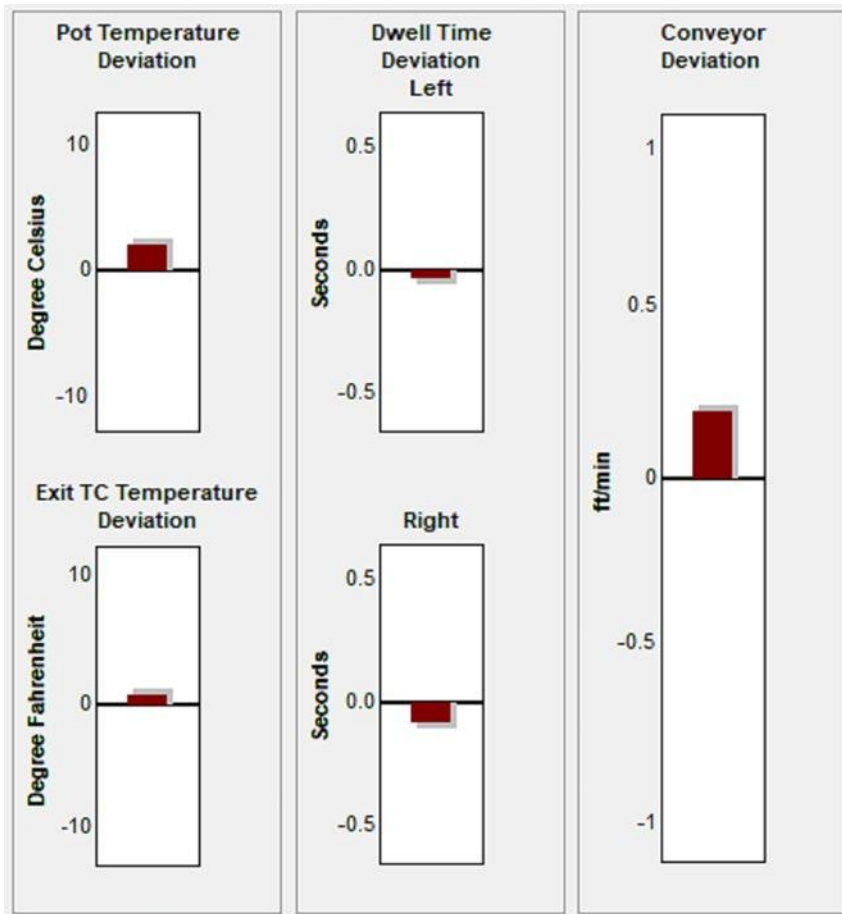 Pot Temperature
Deviation
10
0
-10
Degree Celsius
Exit TC Temperature
Deviation
10
0
-10
Degree Fahrenheit
Dwell Time
Deviation
Left
0.5
0.0
-0.5
Seconds
Right
0.5
0.0
-0.5
Seconds
Conveyor
Deviation
1
0.5
0
-0.5
-1
ft/min